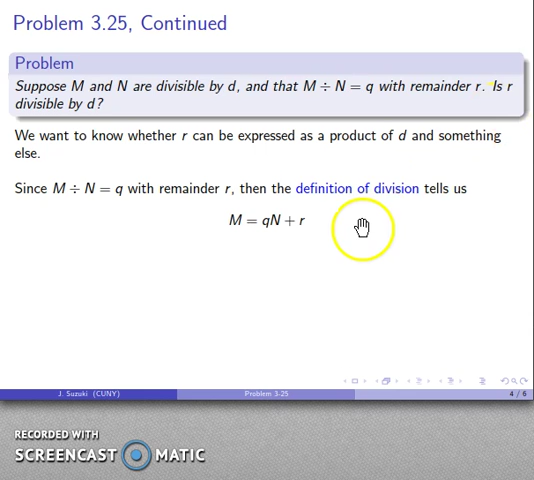 Problem 3.25, Continued
Problem
Suppose M and N are divisible by d, and that M ÷ N = q with remainder r. Is r
divisible by d?
We want to know whether r can be expressed as a product of d and something
else.
Since M ÷ N = q with remainder r, then the definition of division tells us
M = qN + r
J. Suzuki (CUNY)
Problem 3-25
4 / 6
RECORDED WITH
SCREENCAST MATIC